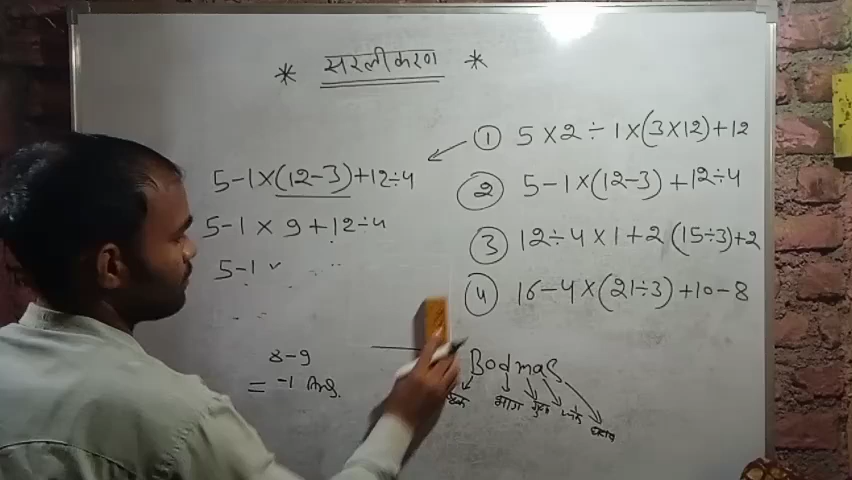 * सरलीकरण *
5-1×(12-3)+12÷4
5-1 × 9 +12÷4
5-1
8-9
= -1 Ans.
① 5×2÷1×(3×12)+12
② 5-1×(12-3)+12÷4
③ 12÷4×1+2(15÷3)+2
④ 16-4×(21÷3)+10-8
Bodmas
भाग